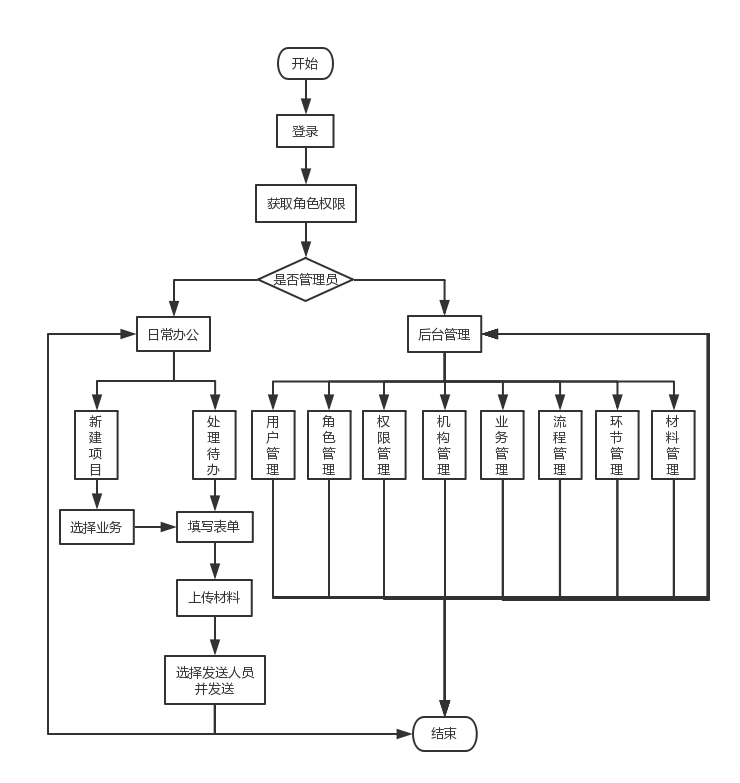 开始
登录
获取角色权限
是否管理员
日常办公
后台管理
新建项目
处理待办
用户管理
角色管理
权限管理
机构管理
业务管理
流程管理
环节管理
材料管理
选择业务
填写表单
上传材料
选择发送人员
并发送
结束